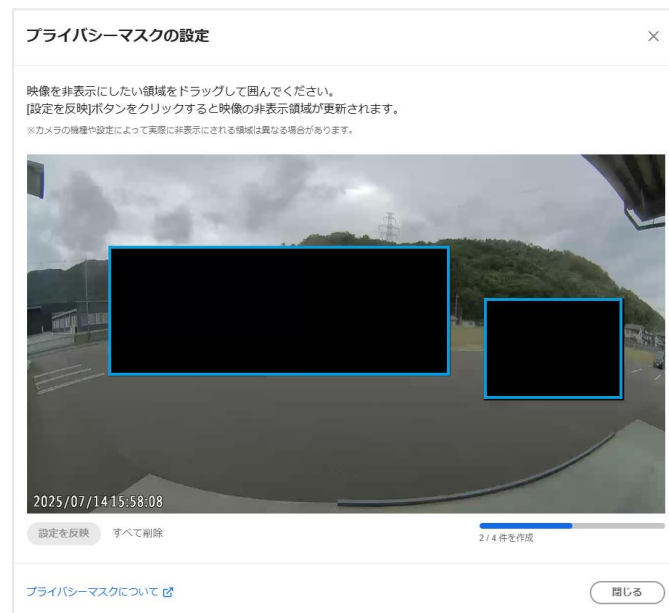 プライバシーマスクの設定
映像を非表示にしたい領域をドラッグして囲んでください。
[設定を反映]ボタンをクリックすると映像の非表示領域が更新されます。
※カメラの機種や設定によって実際に非表示にされる領域は異なる場合があります。
2025/07/14 15:58:08
設定を反映 すべて削除
2 / 4 件を作成
プライバシーマスクについて
閉じる